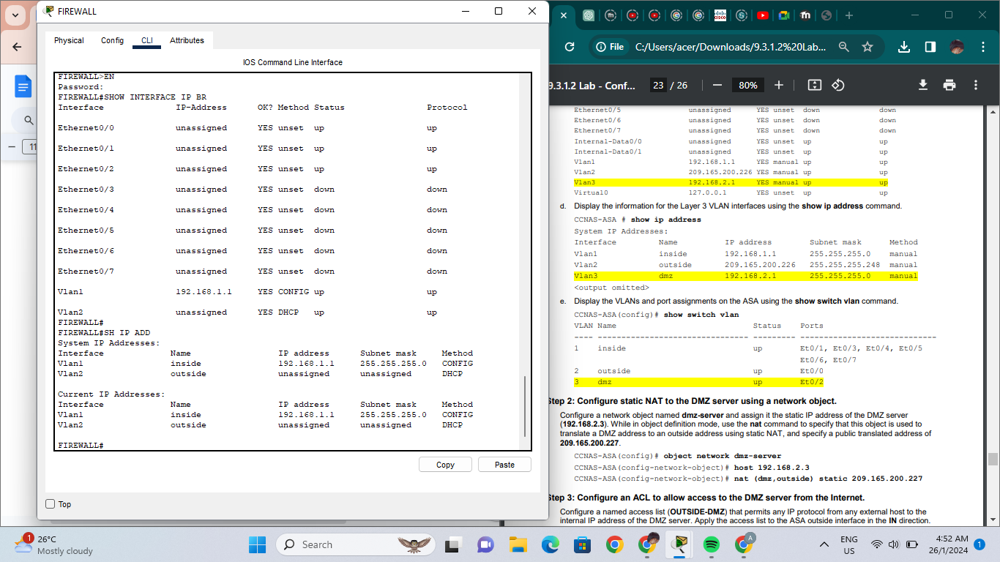 FIREWALL
Physical Config CLI Attributes
IOS Command Line Interface
FIREWALL>EN
Password:
FIREWALL#SHOW INTERFACE IP BR
Interface IP-Address OK? Method Status Protocol
Ethernet0/0 unassigned YES unset up up
Ethernet0/1 unassigned YES unset up up
Ethernet0/2 unassigned YES unset up up
Ethernet0/3 unassigned YES unset down down
Ethernet0/4 unassigned YES unset down down
Ethernet0/5 unassigned YES unset down down
Ethernet0/6 unassigned YES unset down down
Ethernet0/7 unassigned YES unset down down
Vlan1 192.168.1.1 YES CONFIG up up
Vlan2 unassigned YES DHCP up up
FIREWALL#
FIREWALL#SH IP ADD
System IP Addresses:
Interface Name IP address Subnet mask Method
Vlan1 inside 192.168.1.1 255.255.255.0 CONFIG
Vlan2 outside unassigned unassigned DHCP
Current IP Addresses:
Interface Name IP address Subnet mask Method
Vlan1 inside 192.168.1.1 255.255.255.0 CONFIG
Vlan2 outside unassigned unassigned DHCP
FIREWALL#
Copy Paste
Top
11
File C:/Users/acer/Downloads/9.3.1.2%20Lab...
9.3.1.2 Lab - Conf... 23 / 26 80%
Ethernet0/5 unassigned YES unset down down
Ethernet0/6 unassigned YES unset down down
Ethernet0/7 unassigned YES unset down down
Internal-Data0/0 unassigned YES unset up up
Internal-Data0/1 unassigned YES unset up up
Vlan1 192.168.1.1 YES manual up up
Vlan2 209.165.200.226 YES manual up up
Vlan3 192.168.2.1 YES manual up up
Virtual0 127.0.0.1 YES unset up up
d. Display the information for the Layer 3 VLAN interfaces using the show ip address command.
CCNAS-ASA # show ip address
System IP Addresses:
Interface Name IP address Subnet mask Method
Vlan1 inside 192.168.1.1 255.255.255.0 manual
Vlan2 outside 209.165.200.226 255.255.255.248 manual
Vlan3 dmz 192.168.2.1 255.255.255.0 manual
<output omitted>
e. Display the VLANs and port assignments on the ASA using the show switch vlan command.
CCNAS-ASA(config)# show switch vlan
VLAN Name Status Ports
---- -------------------------------- --------- -----------------------------
1 inside up Et0/1, Et0/3, Et0/4, Et0/5
Et0/6, Et0/7
2 outside up Et0/0
3 dmz up Et0/2
Step 2: Configure static NAT to the DMZ server using a network object.
Configure a network object named dmz-server and assign it the static IP address of the DMZ server
(192.168.2.3). While in object definition mode, use the nat command to specify that this object is used to
translate a DMZ address to an outside address using static NAT, and specify a public translated address of
209.165.200.227.
CCNAS-ASA(config)# object network dmz-server
CCNAS-ASA(config-network-object)# host 192.168.2.3
CCNAS-ASA(config-network-object)# nat (dmz,outside) static 209.165.200.227
Step 3: Configure an ACL to allow access to the DMZ server from the Internet.
Configure a named access list (OUTSIDE-DMZ) that permits any IP protocol from any external host to the
internal IP address of the DMZ server. Apply the access list to the ASA outside interface in the IN direction.
1
26°C
Mostly cloudy
Search
A
ENG
US
4:52 AM
26/1/2024
1